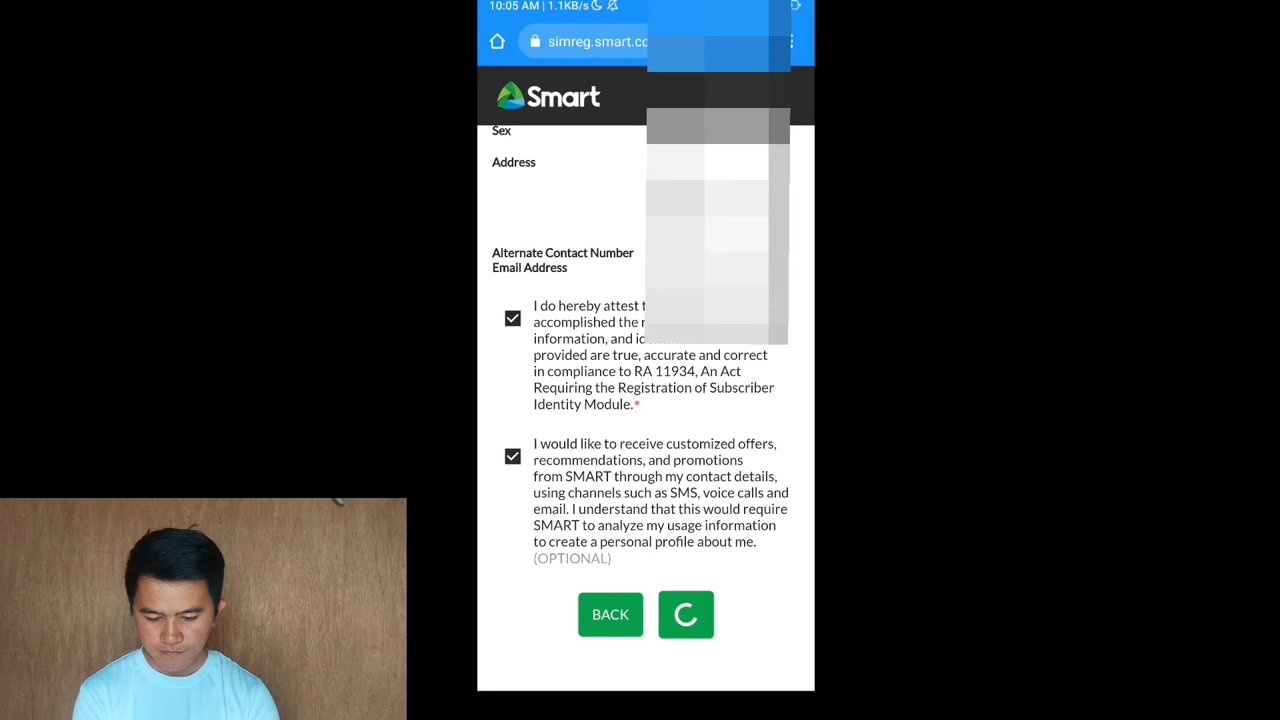 10:05 AM | 1.1KB/s
simreg.smart.co
Smart
Sex
Address
Alternate Contact Number
Email Address
I do hereby attest
accomplished the
information, and
provided are true, accurate and correct
in compliance to RA 11934, An Act
Requiring the Registration of Subscriber
Identity Module.*
I would like to receive customized offers,
recommendations, and promotions
from SMART through my contact details,
using channels such as SMS, voice calls and
email. I understand that this would require
SMART to analyze my usage information
to create a personal profile about me.
(OPTIONAL)
BACK